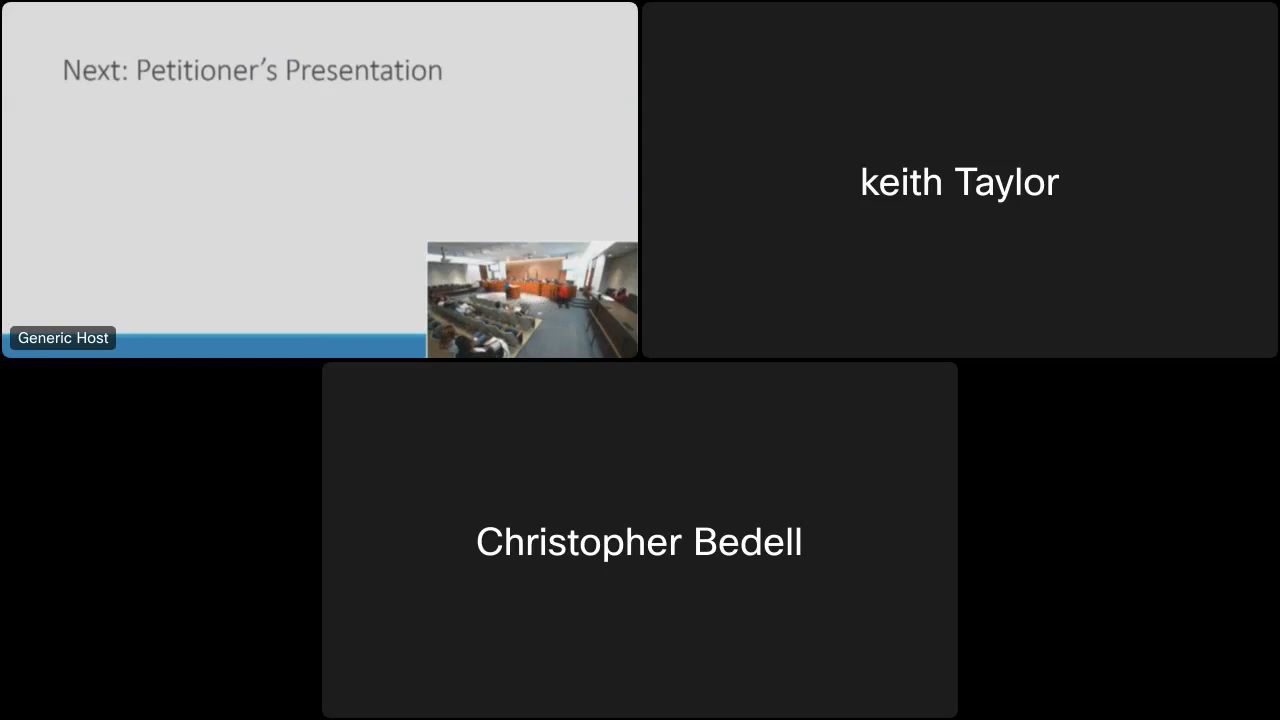 Next: Petitioner's Presentation
Generic Host
keith Taylor
Christopher Bedell